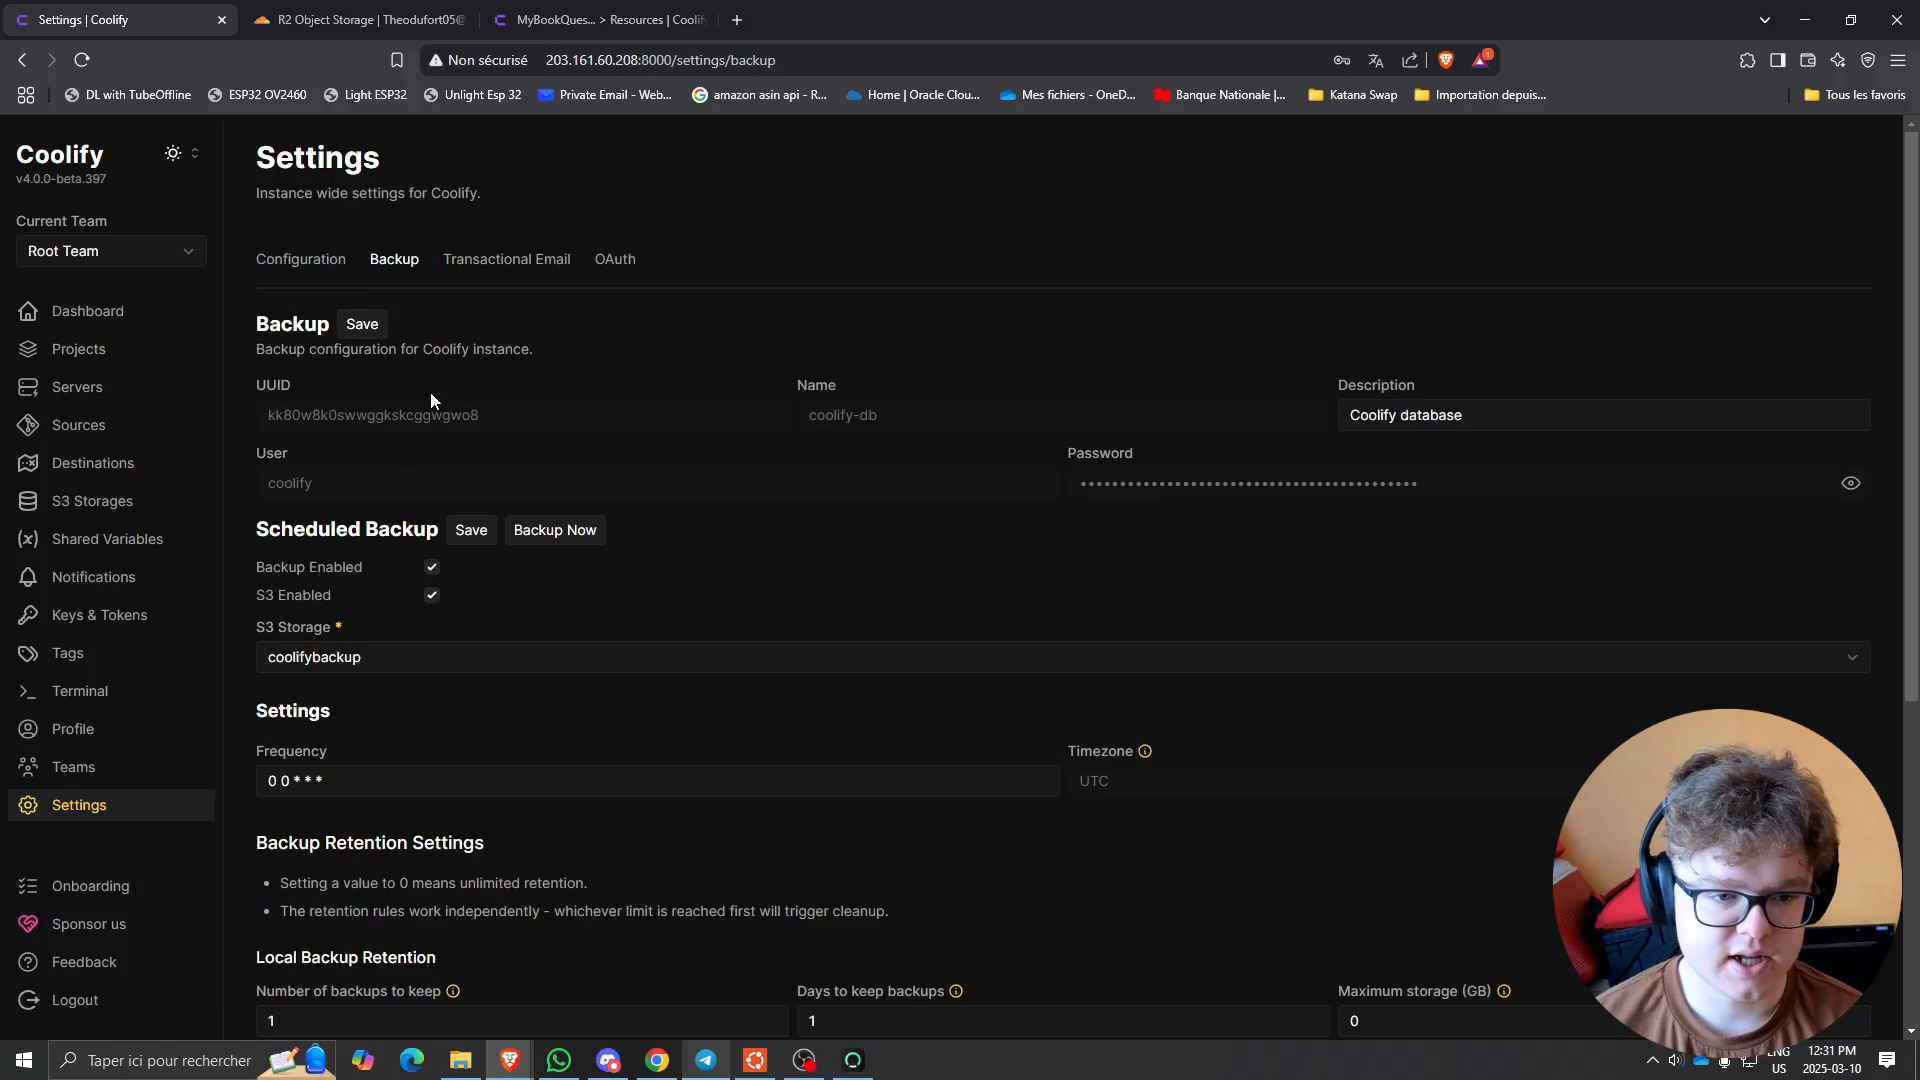 Settings | Coolify
R2 Object Storage | Theodufort05@
MyBookQues... > Resources | Coolif
Non sécurisé
203.161.60.208:8000/settings/backup
1
DL with TubeOffline
ESP32 OV2460
Light ESP32
Unlight Esp 32
Private Email - Web...
amazon asin api - R...
Home | Oracle Clou...
Mes fichiers - OneD...
Banque Nationale |...
Katana Swap
Importation depuis...
Tous les favoris
Coolify
v4.0.0-beta.397
Current Team
Root Team
Dashboard
Projects
Servers
Sources
Destinations
S3 Storages
Shared Variables
Notifications
Keys & Tokens
Tags
Terminal
Profile
Teams
Settings
Onboarding
Sponsor us
Feedback
Logout
Settings
Instance wide settings for Coolify.
Configuration
Backup
Transactional Email
OAuth
Backup
Save
Backup configuration for Coolify instance.
UUID
Name
Description
kk80w8k0swwggkskcggwgwo8
coolify-db
Coolify database
User
Password
coolify
Scheduled Backup
Save
Backup Now
Backup Enabled
S3 Enabled
S3 Storage *
coolifybackup
Settings
Frequency
Timezone
0 0 * * *
UTC
Backup Retention Settings
• Setting a value to 0 means unlimited retention.
• The retention rules work independently - whichever limit is reached first will trigger cleanup.
Local Backup Retention
Number of backups to keep
Days to keep backups
Maximum storage (GB)
1
1
0
Taper ici pour rechercher
ENG
US
12:31 PM
2025-03-10